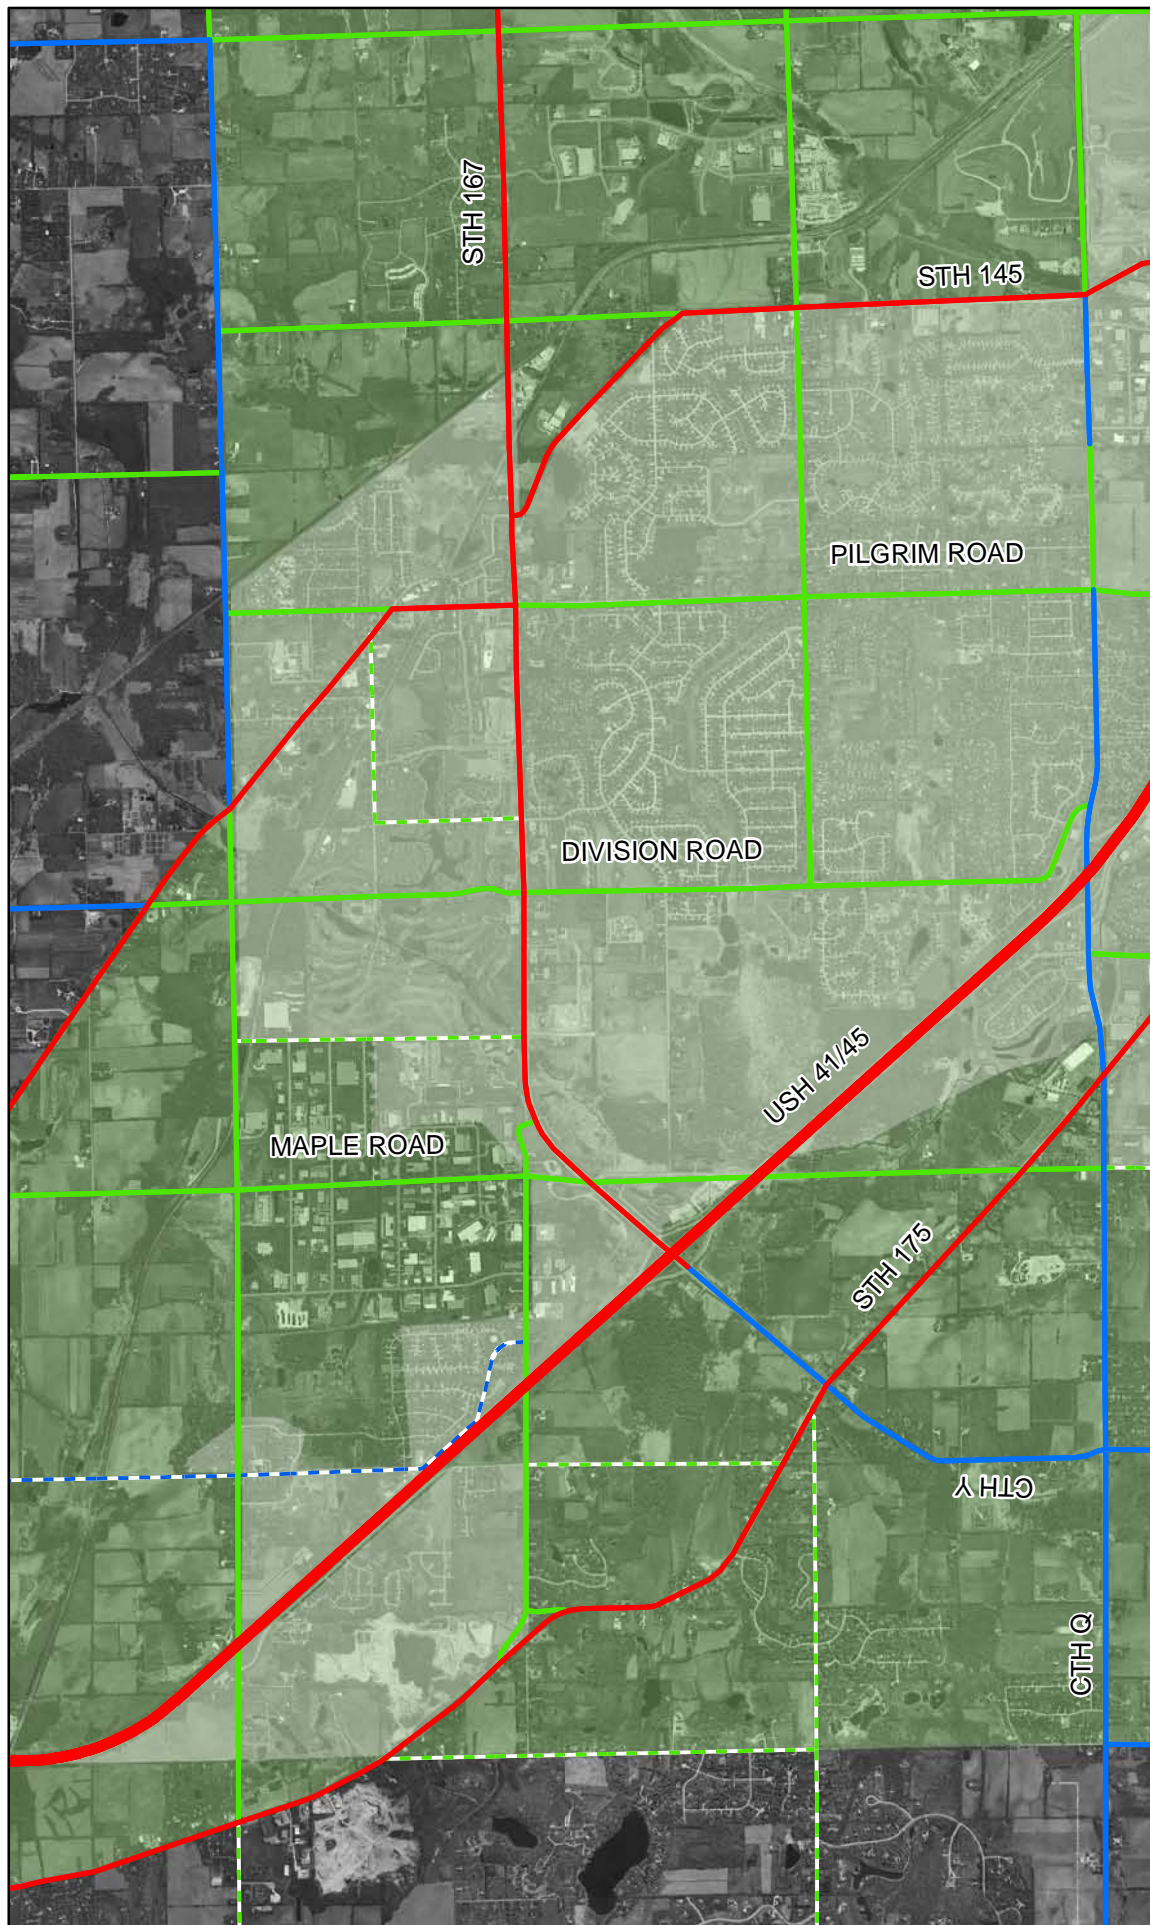 STH 167
STH 145
PILGRIM ROAD
DIVISION ROAD
USH 41/45
MAPLE ROAD
STH 175
CTH Y
CTH Q